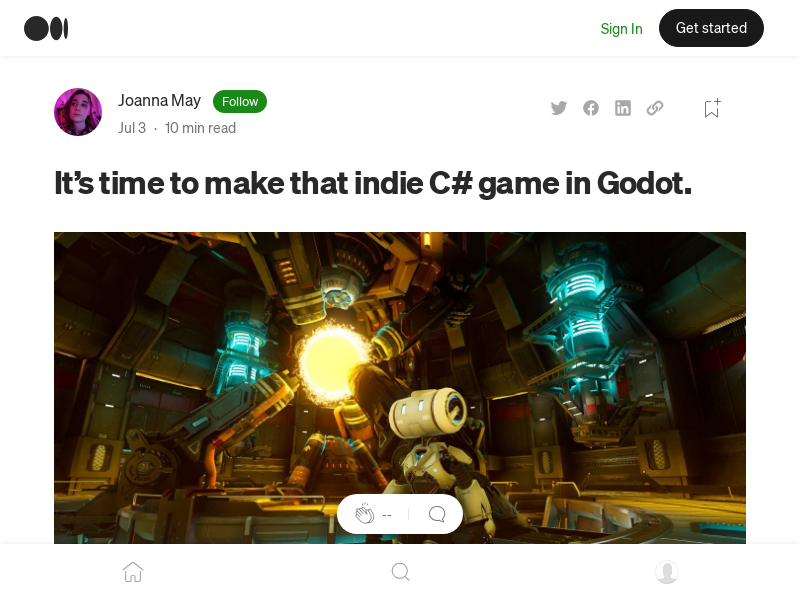 Sign In
Get started
Joanna May
Follow
Jul 3 · 10 min read
It’s time to make that indie C# game in Godot.
--